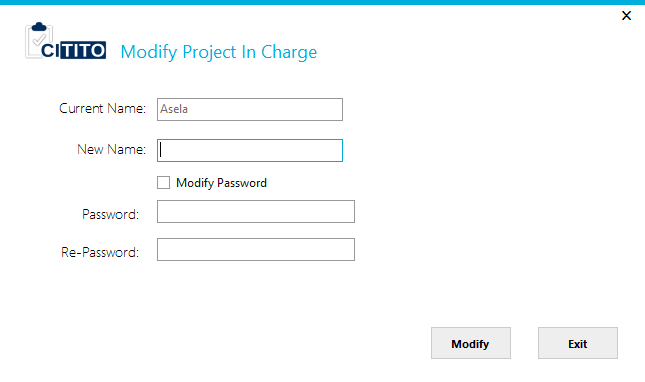 X
CITITO Modify Project In Charge
Current Name: Asela
New Name:
Modify Password
Password:
Re-Password:
Modify Exit